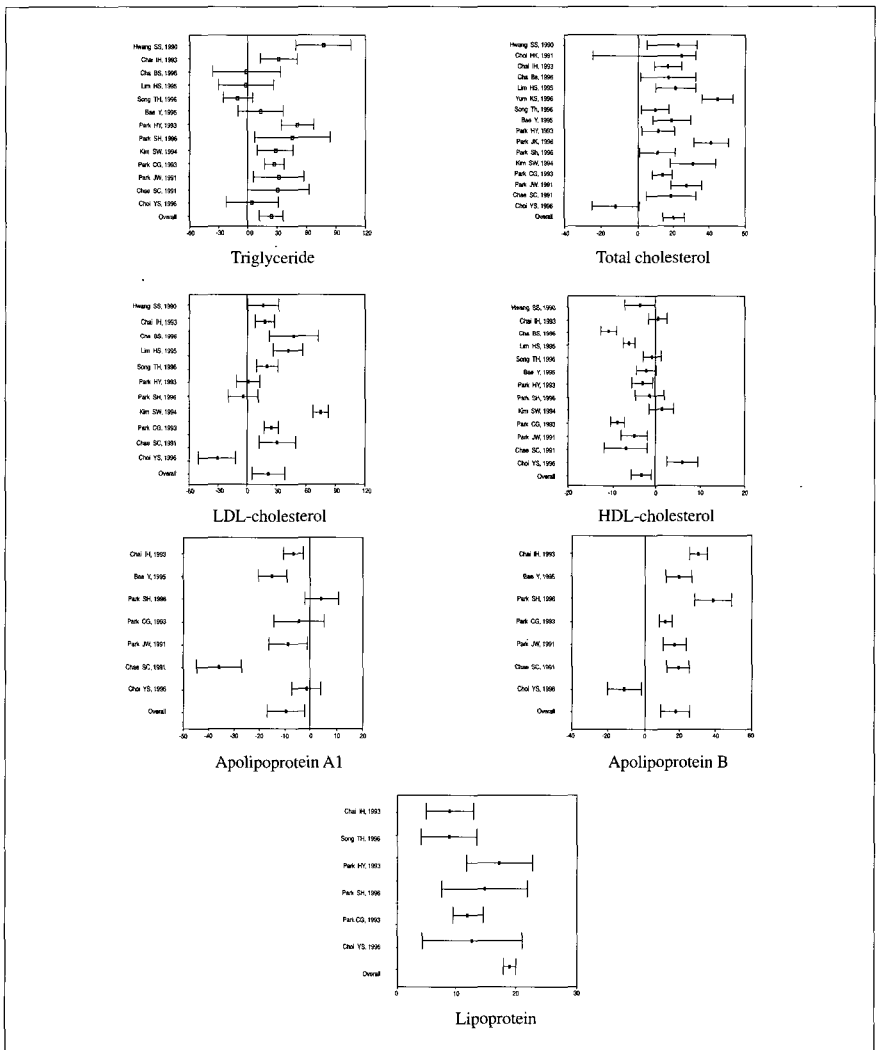 Hwang SS, 1990
Chai IH, 1993
Cha BS, 1996
Lim HS, 1995
Song TH, 1996
Bae Y, 1995
Park HY, 1993
Park SH, 1996
Kim SW, 1994
Park CG, 1993
Park JW, 1991
Chae SC, 1991
Choi YS, 1996
Overall
-60 -30 00 30 60 90 120
Triglyceride
Hwang SS, 1990
Choi HK, 1991
Chai IH, 1993
Cha Bs, 1996
Lim HS, 1995
Yum KS, 1996
Song Th, 1996
Bae Y, 1995
Park HY, 1993
Park JK, 1996
Park Sh, 1996
Kim SW, 1994
Park CG, 1993
Park JW, 1991
Chae SC, 1991
Choi YS, 1996
Overall
-40 -20 0 20 40 60
Total cholesterol
Hwang SS, 1990
Chai IH, 1993
Cha BS, 1996
Lim HS, 1995
Song TH, 1996
Park HY, 1993
Park SH, 1996
Kim SW, 1994
Park CG, 1993
Chae SC, 1991
Choi YS, 1996
Overall
-60 -30 0 30 60 90 120
LDL-cholesterol
Hwang SS, 1990
Chai IH, 1993
Cha BS, 1996
Lim HS, 1995
Song TH, 1996
Bae Y, 1995
Park HY, 1993
Park SH, 1996
Kim SW, 1994
Park CG, 1993
Park JW, 1991
Chae SC, 1991
Choi YS, 1996
Overall
-20 -10 0 10 20
HDL-cholesterol
Chai IH, 1993
Bae Y, 1995
Park SH, 1996
Park CG, 1993
Park JW, 1991
Chae SC, 1991
Choi YS, 1996
Overall
-50 -40 -30 -20 -10 0 10 20
Apolipoprotein A1
Chai IH, 1993
Bae Y, 1995
Park SH, 1996
Park CG, 1993
Park JW, 1991
Chae SC, 1991
Choi YS, 1996
Overall
-40 -20 0 20 40 60
Apolipoprotein B
Chai IH, 1993
Song TH, 1996
Park HY, 1993
Park SH, 1996
Park CG, 1993
Choi YS, 1996
Overall
0 10 20 30
Lipoprotein